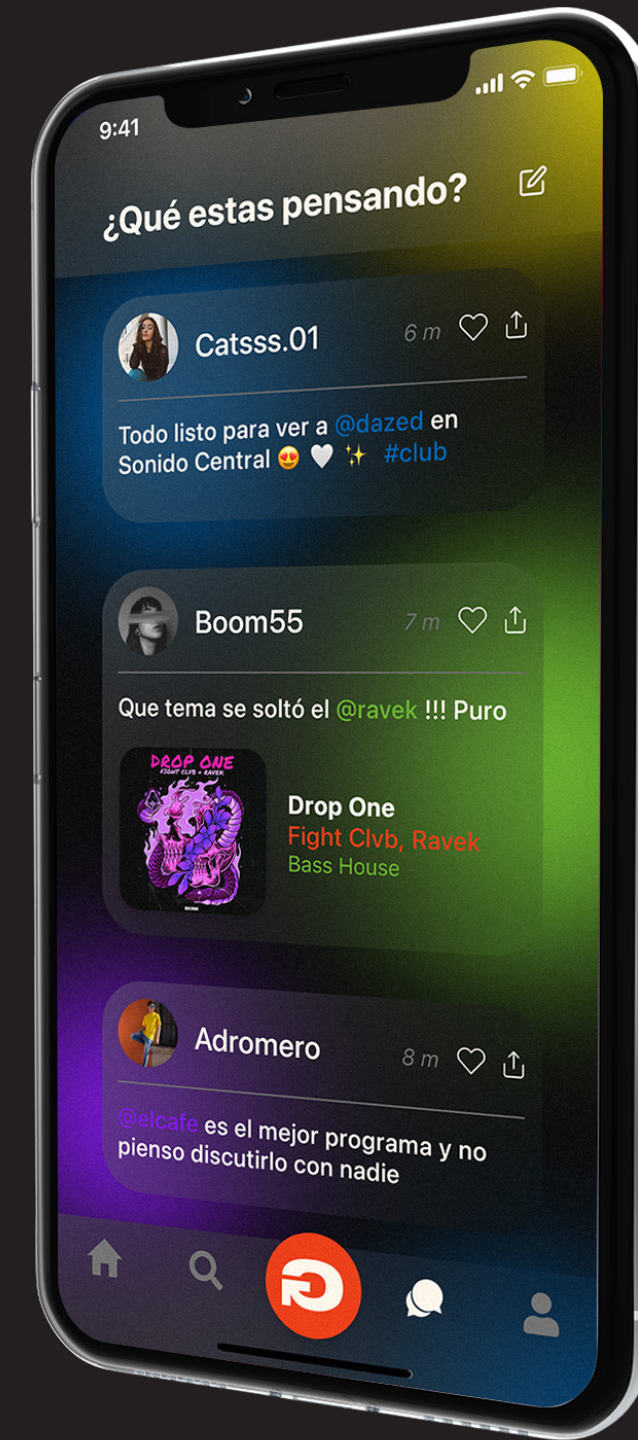 9:41
¿Qué estas pensando?
Catsss.01
6 m
Todo listo para ver a @dazed en
Sonido Central 😍 🤍 ✨ #club
Boom55
7 m
Que tema se soltó el @ravek !!! Puro
DROP ONE
FIGHT CLVB + RAVEK
Drop One
Fight Clvb, Ravek
Bass House
Adromero
8 m
@elcafe es el mejor programa y no
pienso discutirlo con nadie